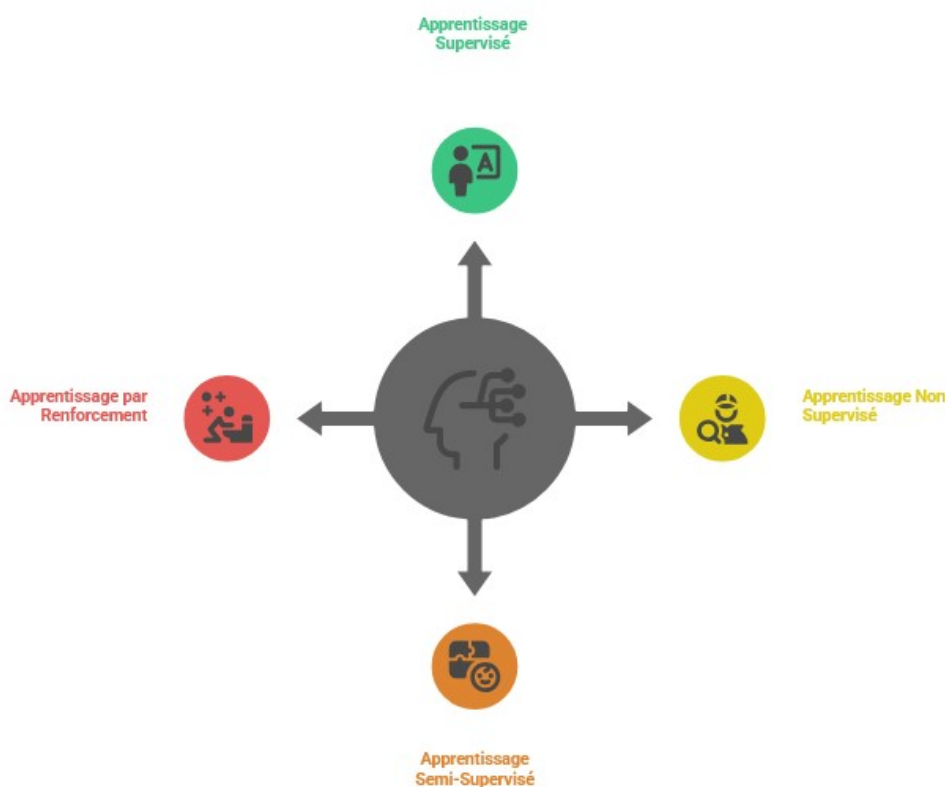 Apprentissage
Supervisé
A
Apprentissage par
Renforcement
Apprentissage Non
Supervisé
Apprentissage
Semi-Supervisé